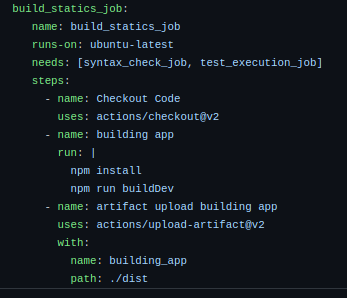 build_statics_job:
name: build_statics_job
runs-on: ubuntu-latest
needs: [syntax_check_job, test_execution_job]
steps:
- name: Checkout Code
uses: actions/checkout@v2
- name: building app
run: |
npm install
npm run buildDev
- name: artifact upload building app
uses: actions/upload-artifact@v2
with:
name: building_app
path: ./dist